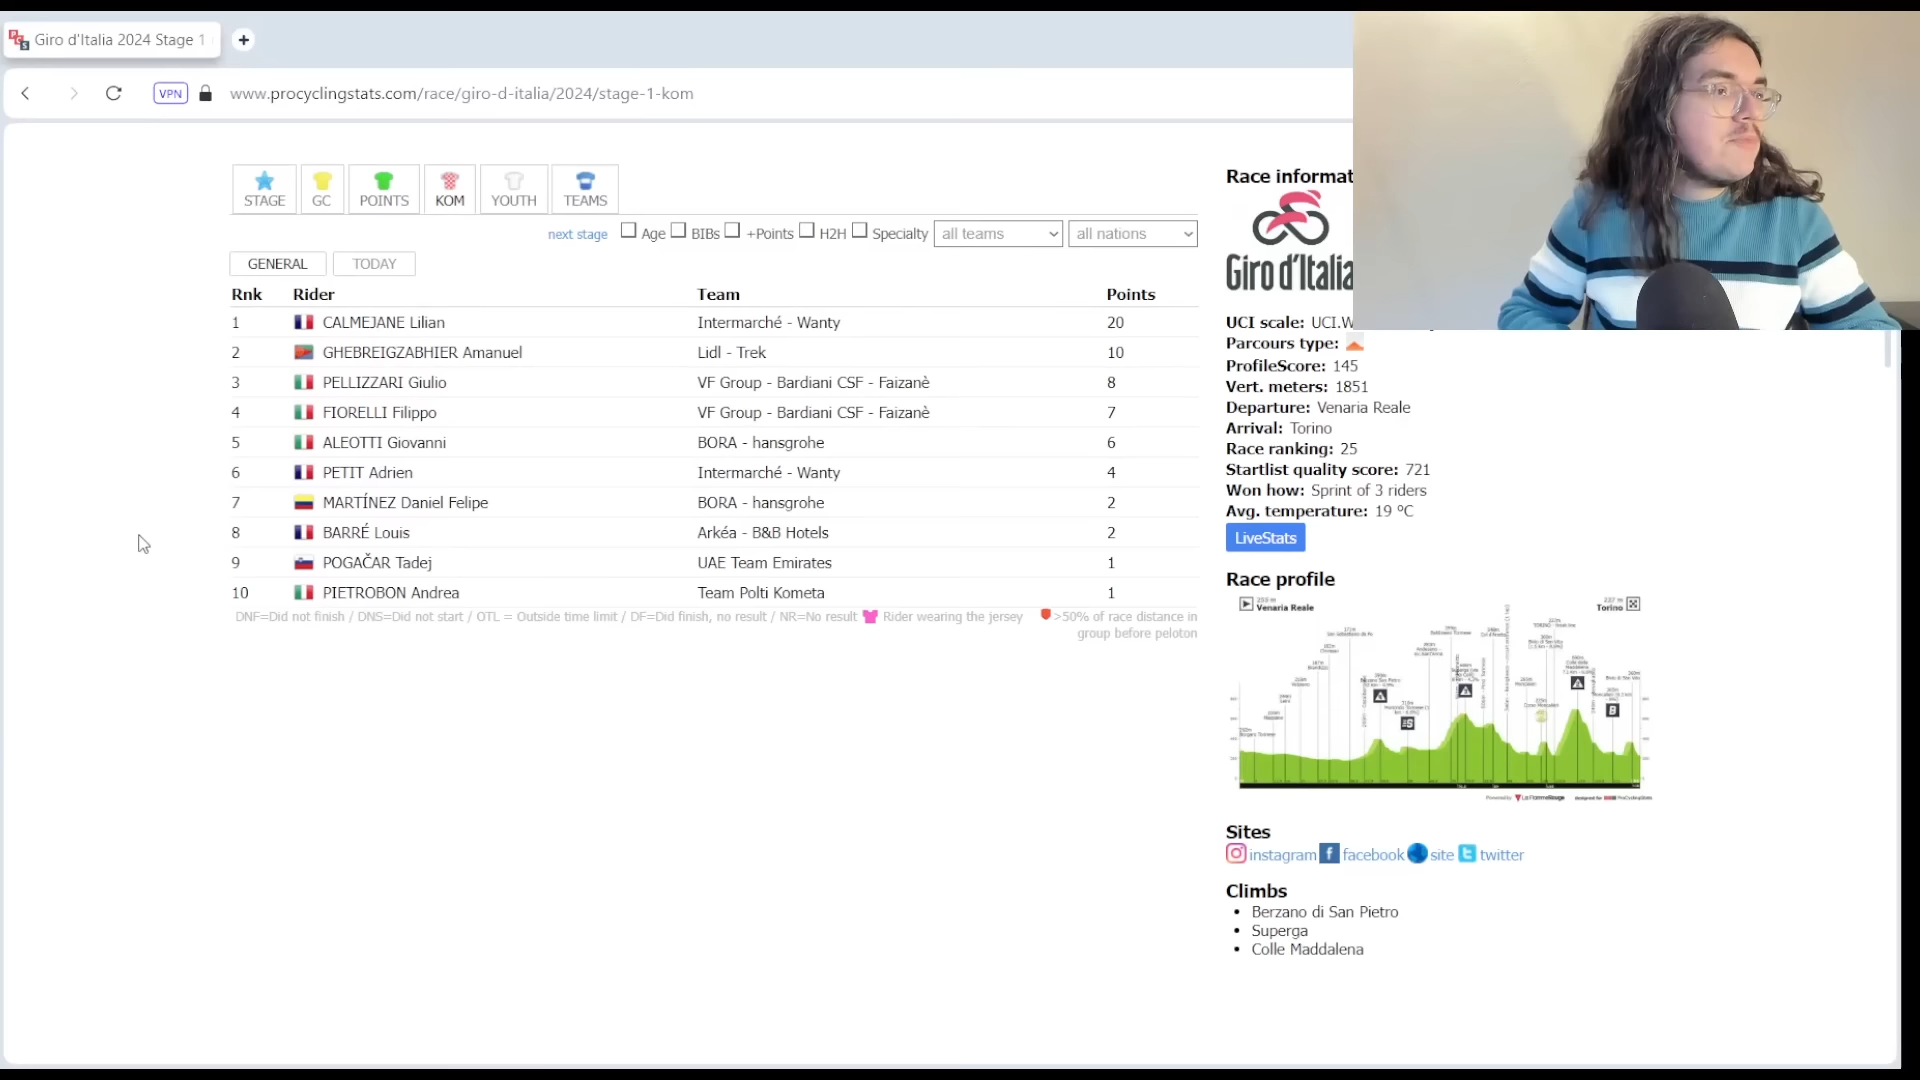 Giro d'Italia 2024 Stage 1
VPN
www.procyclingstats.com/race/giro-d-italia/2024/stage-1-kom
STAGE GC POINTS KOM YOUTH TEAMS
next stage Age BIBs +Points H2H Specialty all teams all nations
GENERAL TODAY
Rnk Rider Team Points
1 CALMEJANE Lilian Intermarché - Wanty 20
2 GHEBREIGZABHIER Amanuel Lidl - Trek 10
3 PELLIZZARI Giulio VF Group - Bardiani CSF - Faizanè 8
4 FIORELLI Filippo VF Group - Bardiani CSF - Faizanè 7
5 ALEOTTI Giovanni BORA - hansgrohe 6
6 PETIT Adrien Intermarché - Wanty 4
7 MARTÍNEZ Daniel Felipe BORA - hansgrohe 2
8 BARRÉ Louis Arkéa - B&B Hotels 2
9 POGAČAR Tadej UAE Team Emirates 1
10 PIETROBON Andrea Team Polti Kometa 1
DNF=Did not finish / DNS=Did not start / OTL = Outside time limit / DF=Did finish, no result / NR=No result Rider wearing the jersey >50% of race distance in
group before peloton
Race informat
Giro d'Italia
UCI scale: UCI.W
Parcours type:
ProfileScore: 145
Vert. meters: 1851
Departure: Venaria Reale
Arrival: Torino
Race ranking: 25
Startlist quality score: 721
Won how: Sprint of 3 riders
Avg. temperature: 19 °C
LiveStats
Race profile
Venaria Reale
Torino
Sites
instagram facebook site twitter
Climbs
Berzano di San Pietro
Superga
Colle Maddalena